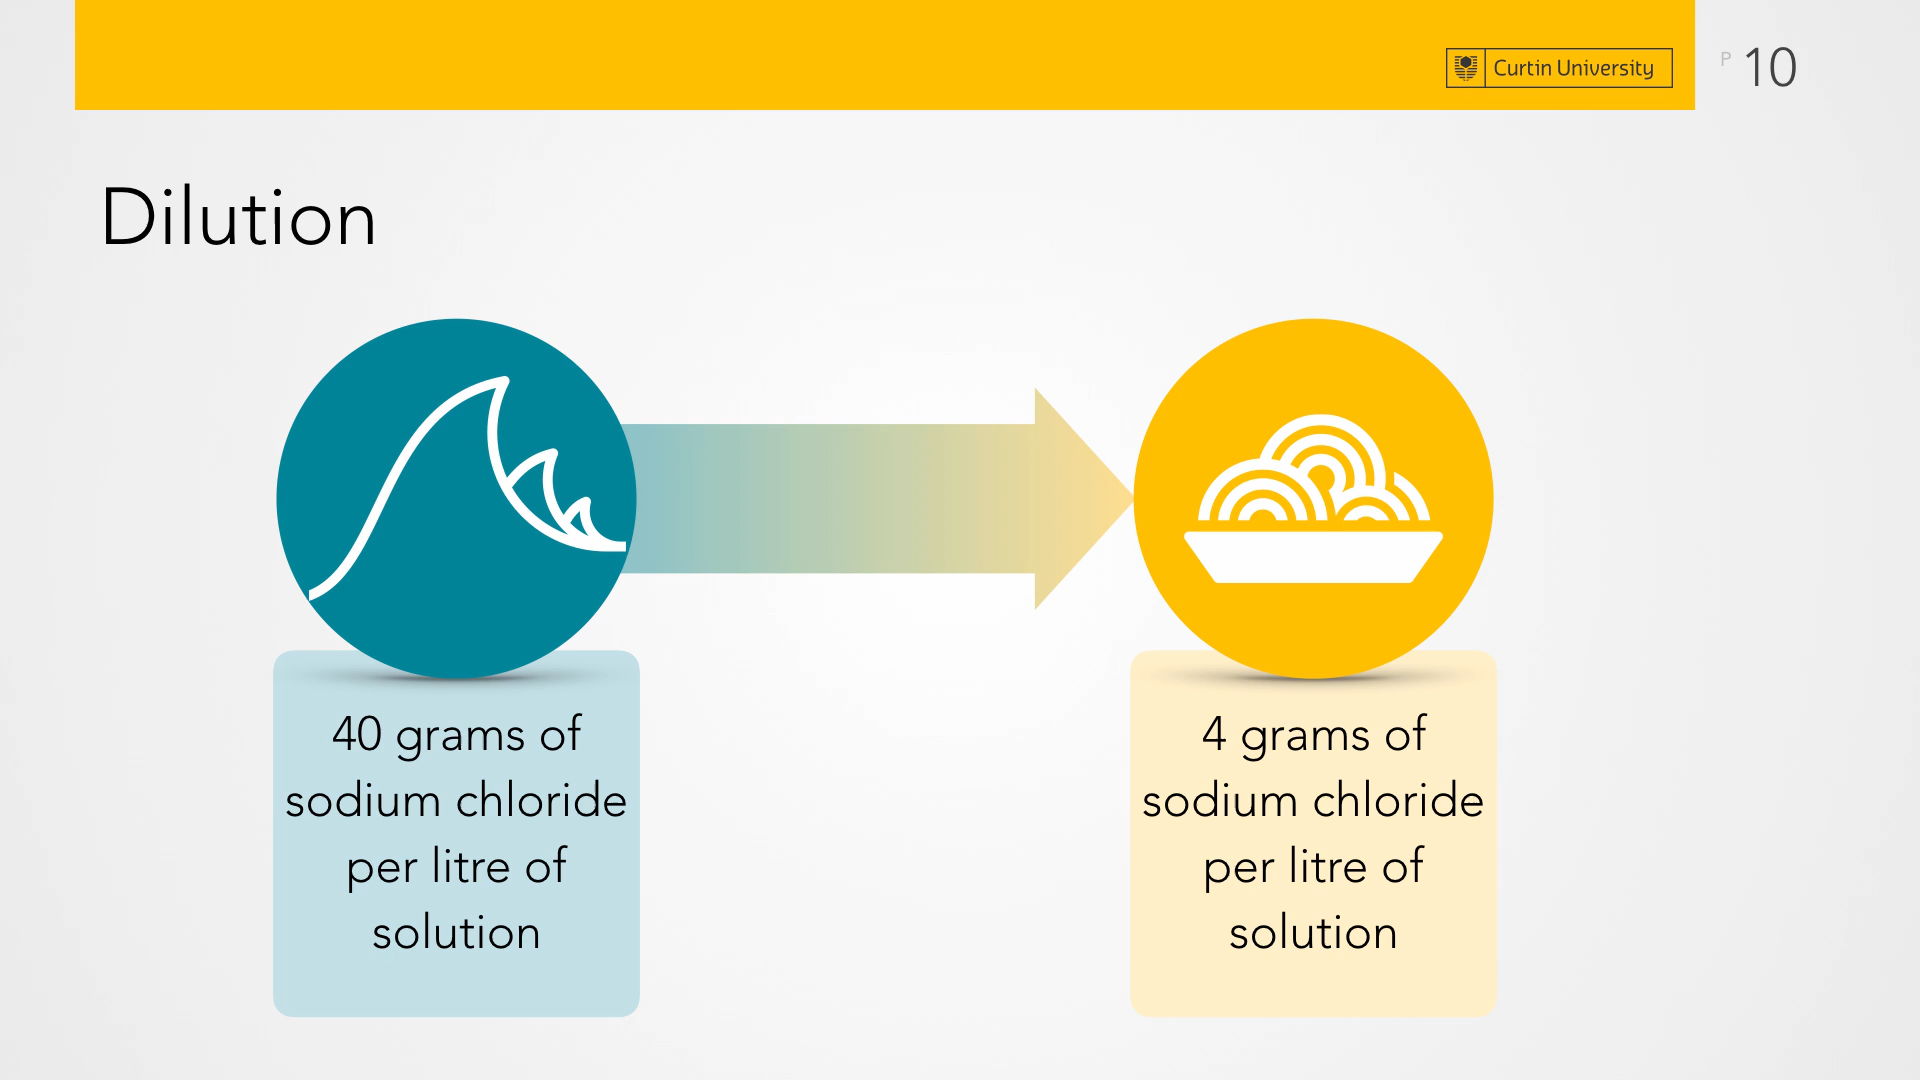 Curtin University
P 10
Dilution
40 grams of
sodium chloride
per litre of
solution
4 grams of
sodium chloride
per litre of
solution